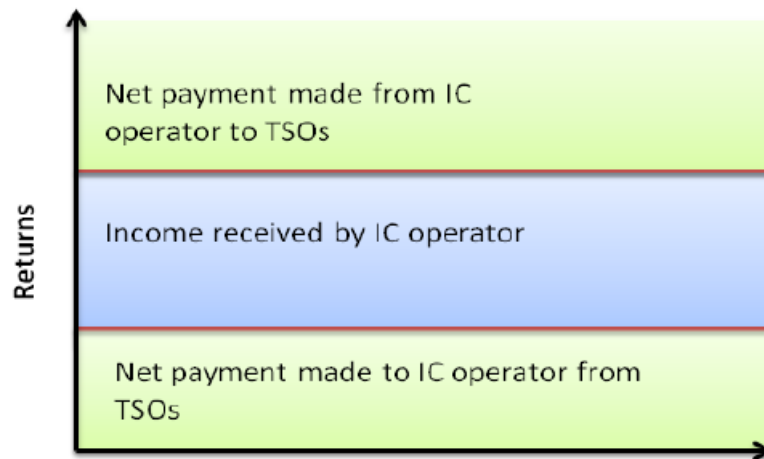 Net payment made from IC
operator to TSOs
Returns
Income received by IC operator
Net payment made to IC operator from
TSOs